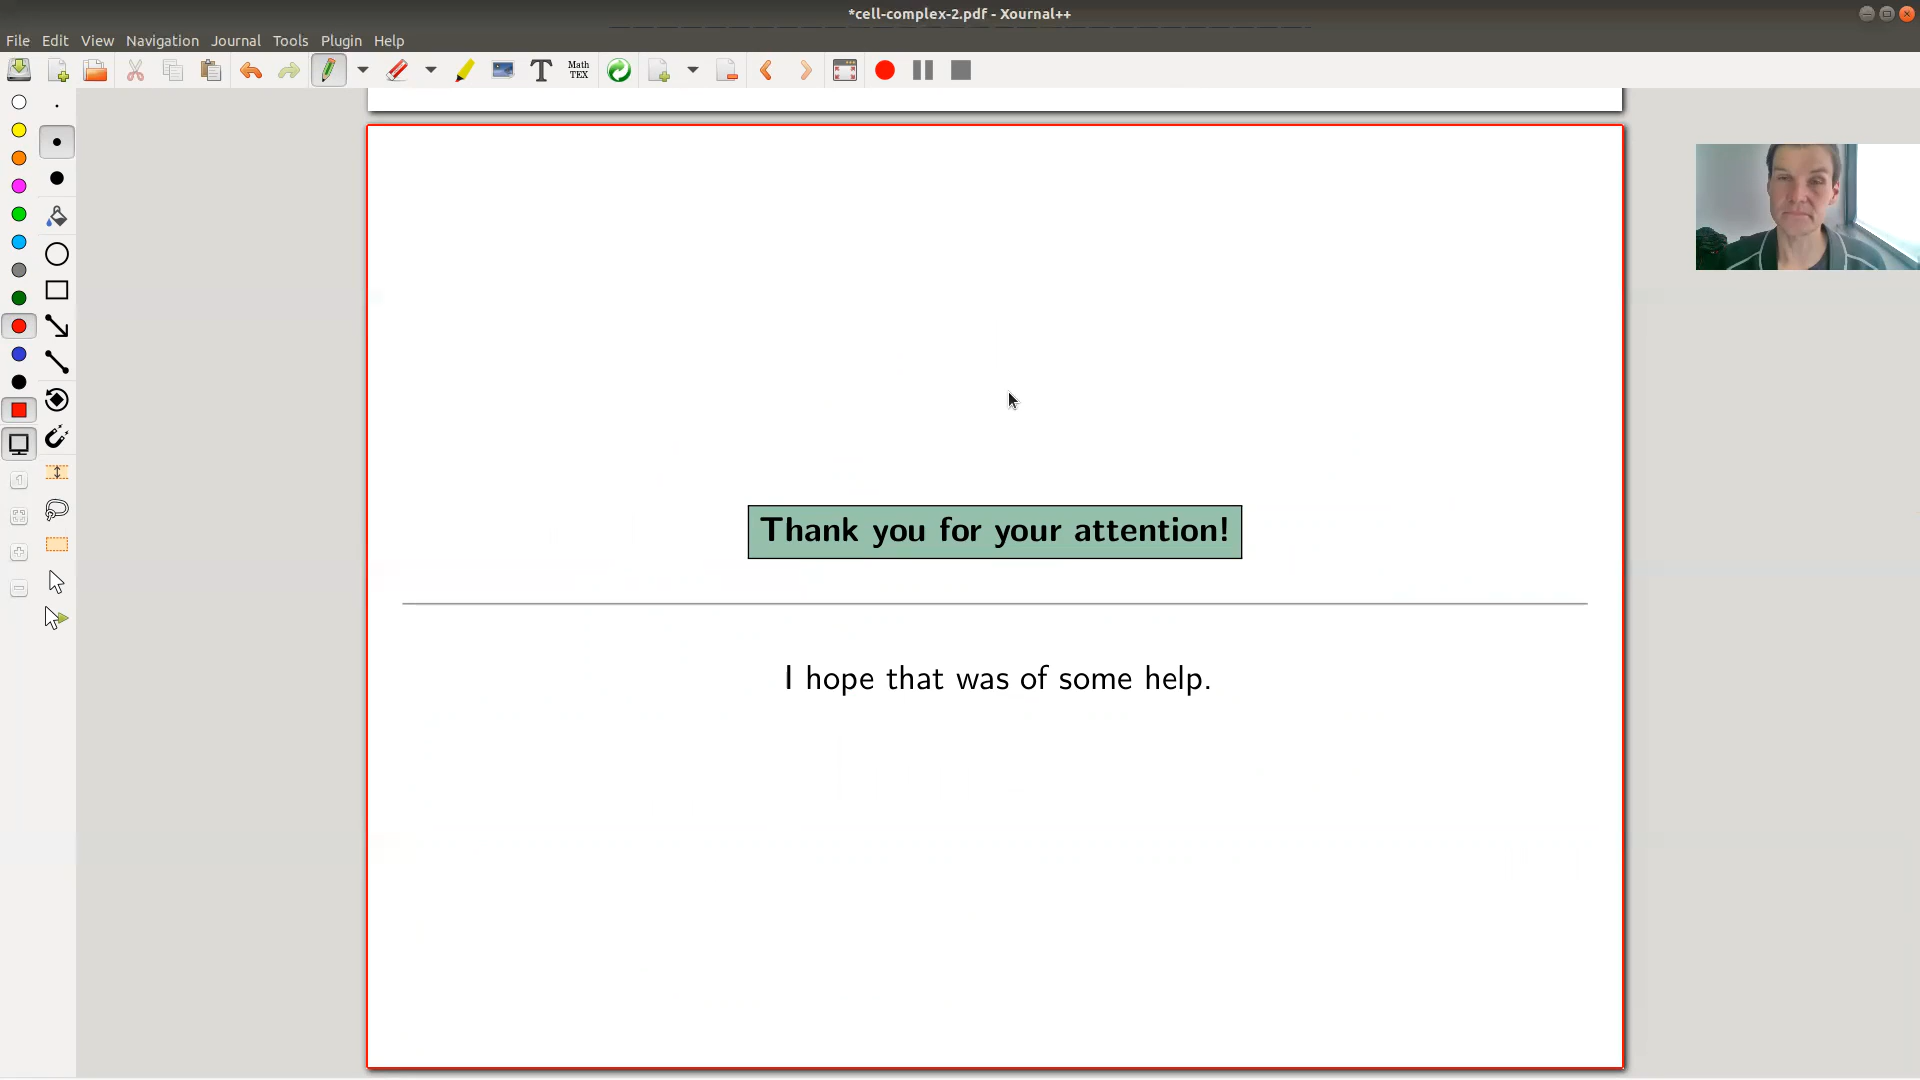 *cell-complex-2.pdf - Xournal++
File Edit View Navigation Journal Tools Plugin Help
Math
TEX
Thank you for your attention!
I hope that was of some help.